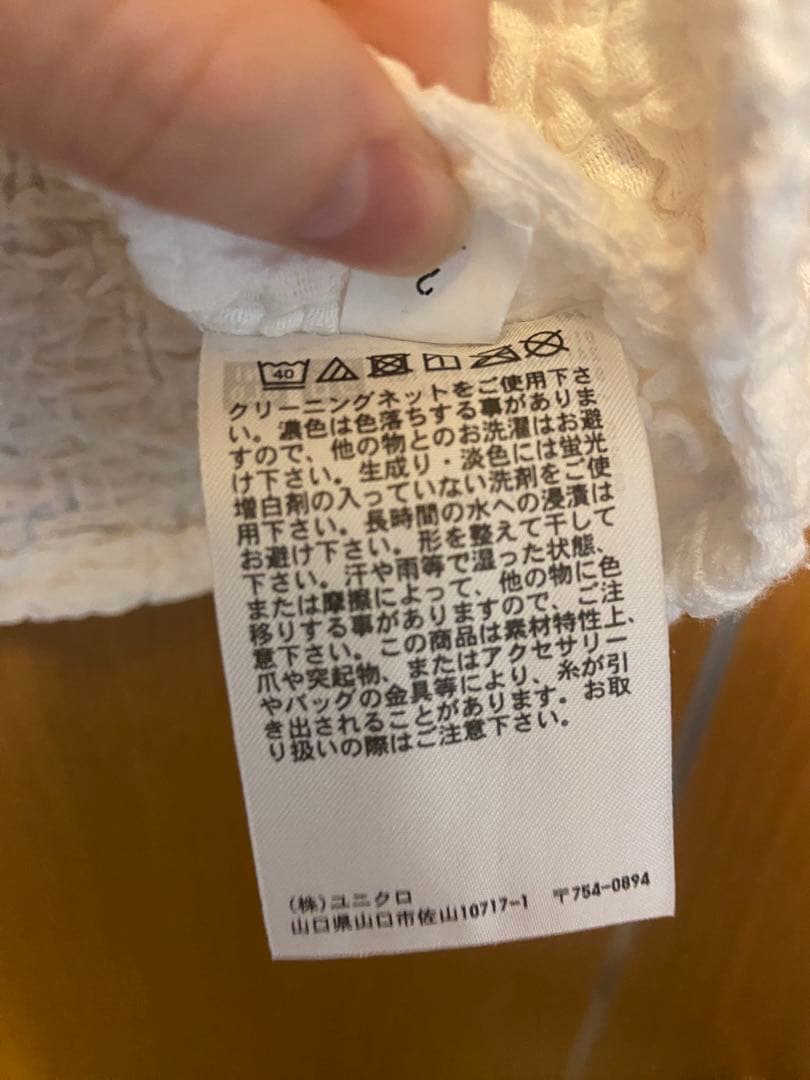 40
クリーニングネットをご使用下さ
い。濃色は色落ちする事がありま
すので、他の物とのお洗濯はお避
け下さい。生成り・淡色には蛍光
増白剤の入っていない洗剤をご使
用下さい。長時間の水への浸漬は
お避け下さい。形を整えて干して
下さい。汗や雨等で湿った状態、
または摩擦によって、他の物に色
移りする事がありますので、ご注
意下さい。この商品は素材特性上、
爪や突起物、またはアクセサリー
やバッグの金具等により、糸が引
き出されることがあります。お取
り扱いの際はご注意下さい。
(株)ユニクロ
山口県山口市佐山10717-1 〒754-0894